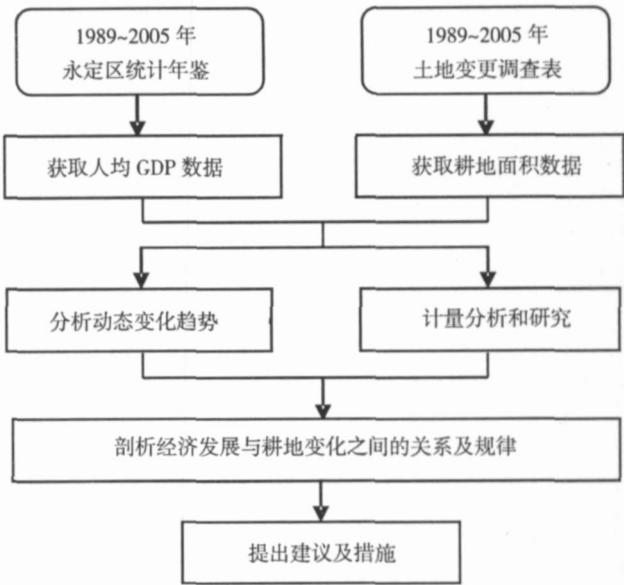 1989~2005 年
永定区统计年鉴
1989~2005 年
土地变更调查表
获取人均 GDP 数据
获取耕地面积数据
分析动态变化趋势
计量分析和研究
剖析经济发展与耕地变化之间的关系及规律
提出建议及措施